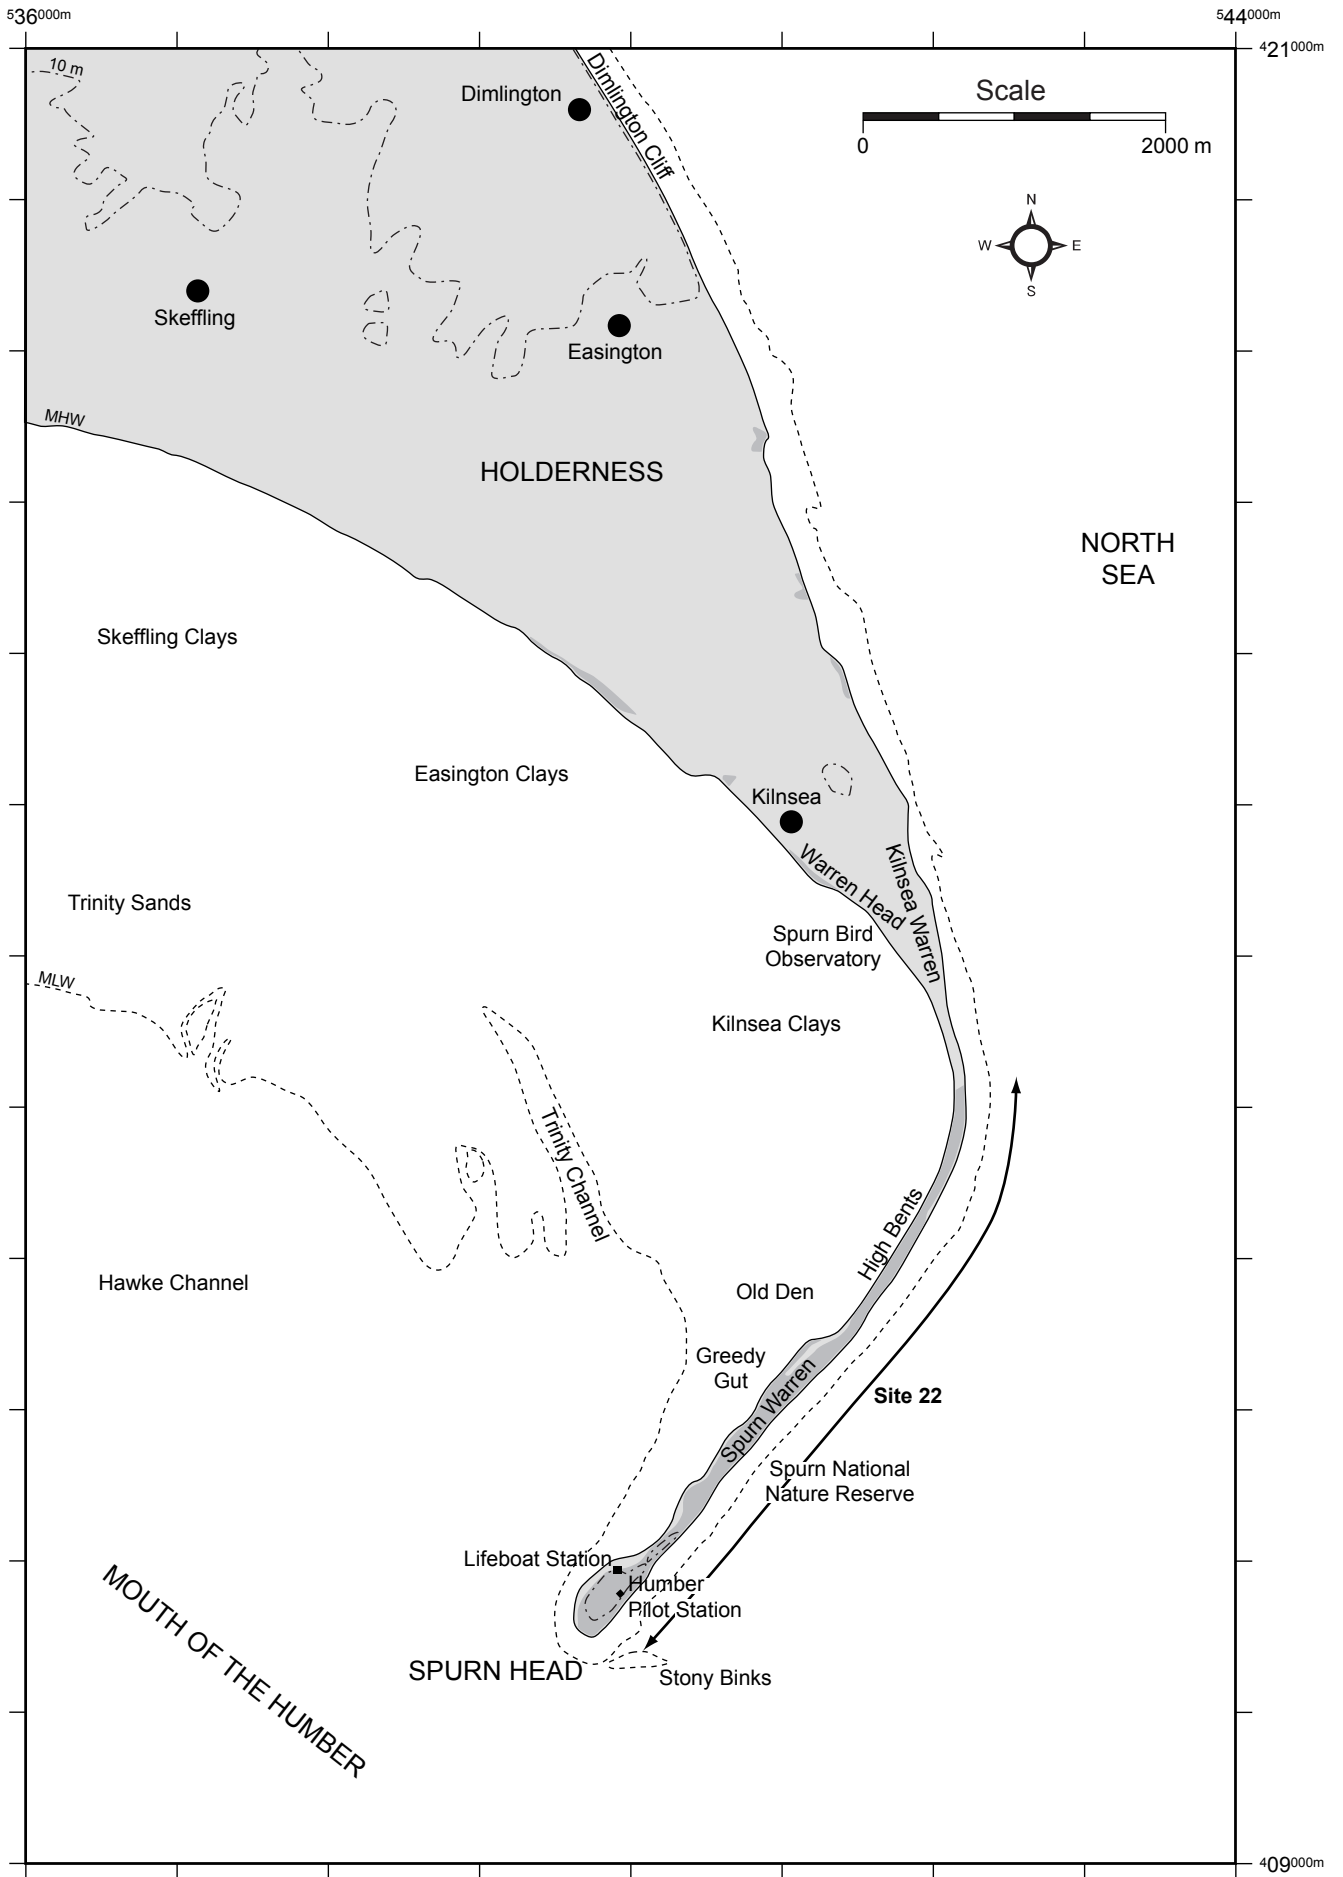 536000m
544000m
421000m
10 m
Dimlington
Dimlington Cliff
Scale
0
2000 m
N
W
E
S
Skeffling
Easington
MHW
HOLDERNESS
NORTH
SEA
Skeffling Clays
Easington Clays
Kilnsea
Warren Head
Kilnsea Warren
Trinity Sands
Spurn Bird
Observatory
MLW
Kilnsea Clays
Trinity Channel
High Bents
Hawke Channel
Old Den
Greedy
Gut
Spurn Warren
Site 22
Spurn National
Nature Reserve
Lifeboat Station
Humber
Pilot Station
MOUTH OF THE HUMBER
SPURN HEAD
Stony Binks
409000m